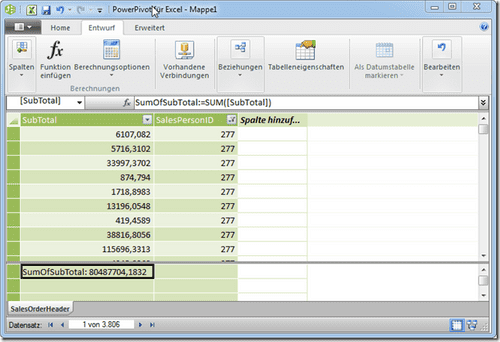 PowerPivot für Excel - Mappe1
Home Entwurf Erweitert
Spalten
Funktion einfügen
Berechnungsoptionen
Vorhandene Verbindungen
Beziehungen
Tabelleneigenschaften
Als Datumstabelle markieren
Bearbeiten
Berechnungen
[SubTotal] fx SumOfSubTotal:=SUM([SubTotal])
SubTotal SalesPersonID Spalte hinzuf...
6107,082 277
5716,3102 277
33997,3702 277
874,794 277
1718,8983 277
13196,0548 277
419,4589 277
38816,8056 277
115696,3313 277
SumOfSubTotal: 80487704,1832
SalesOrderHeader
Datensatz: 1 von 3.806